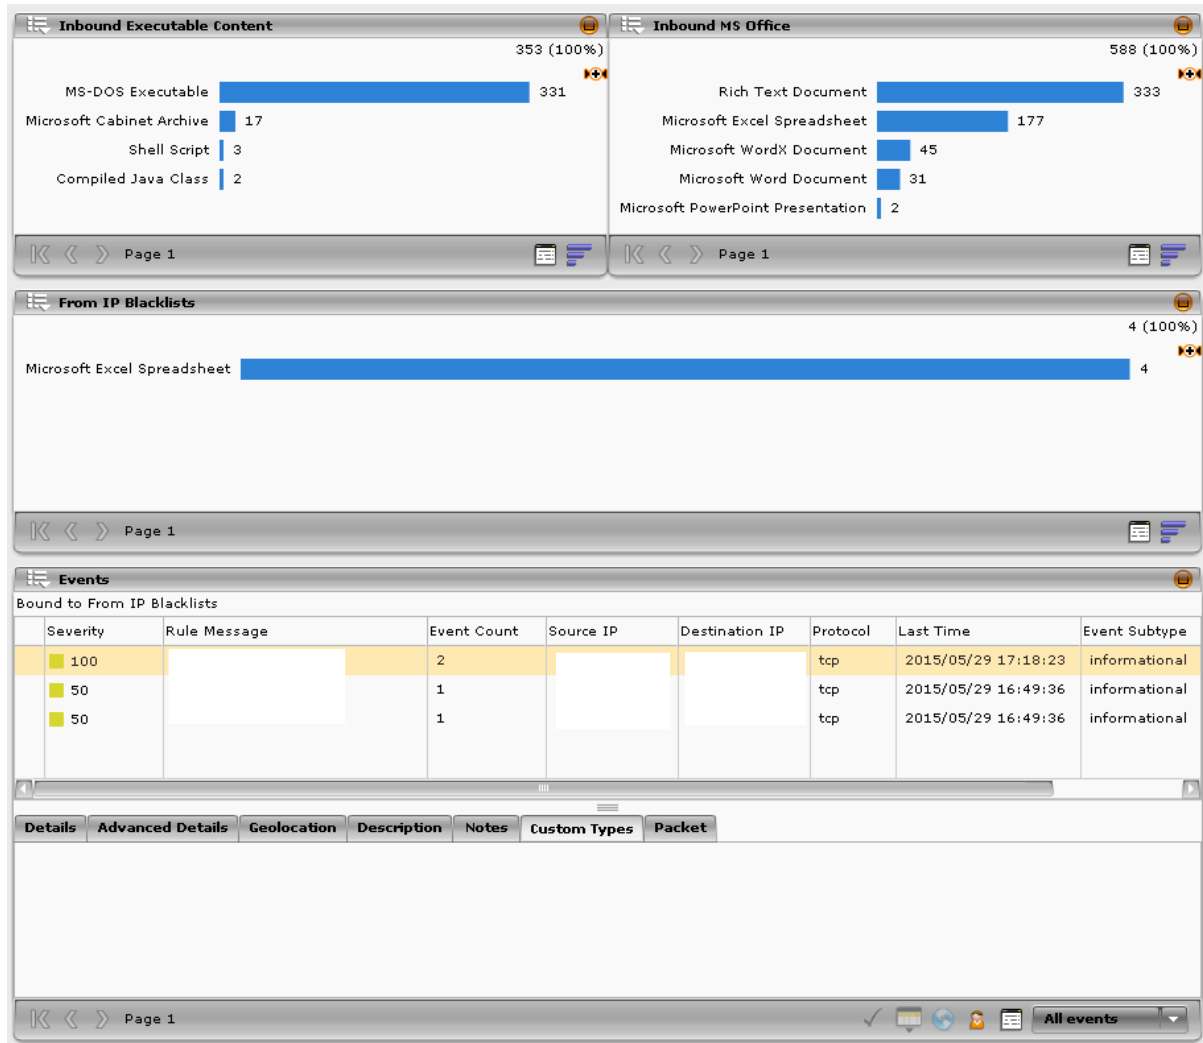 Inbound Executable Content
353 (100%)
MS-DOS Executable 331
Microsoft Cabinet Archive 17
Shell Script 3
Compiled Java Class 2
Page 1
Inbound MS Office
588 (100%)
Rich Text Document 333
Microsoft Excel Spreadsheet 177
Microsoft WordX Document 45
Microsoft Word Document 31
Microsoft PowerPoint Presentation 2
Page 1
From IP Blacklists
4 (100%)
Microsoft Excel Spreadsheet 4
Page 1
Events
Bound to From IP Blacklists
Severity Rule Message Event Count Source IP Destination IP Protocol Last Time Event Subtype
100 2 tcp 2015/05/29 17:18:23 informational
50 1 tcp 2015/05/29 16:49:36 informational
50 1 tcp 2015/05/29 16:49:36 informational
Details Advanced Details Geolocation Description Notes Custom Types Packet
Page 1 All events